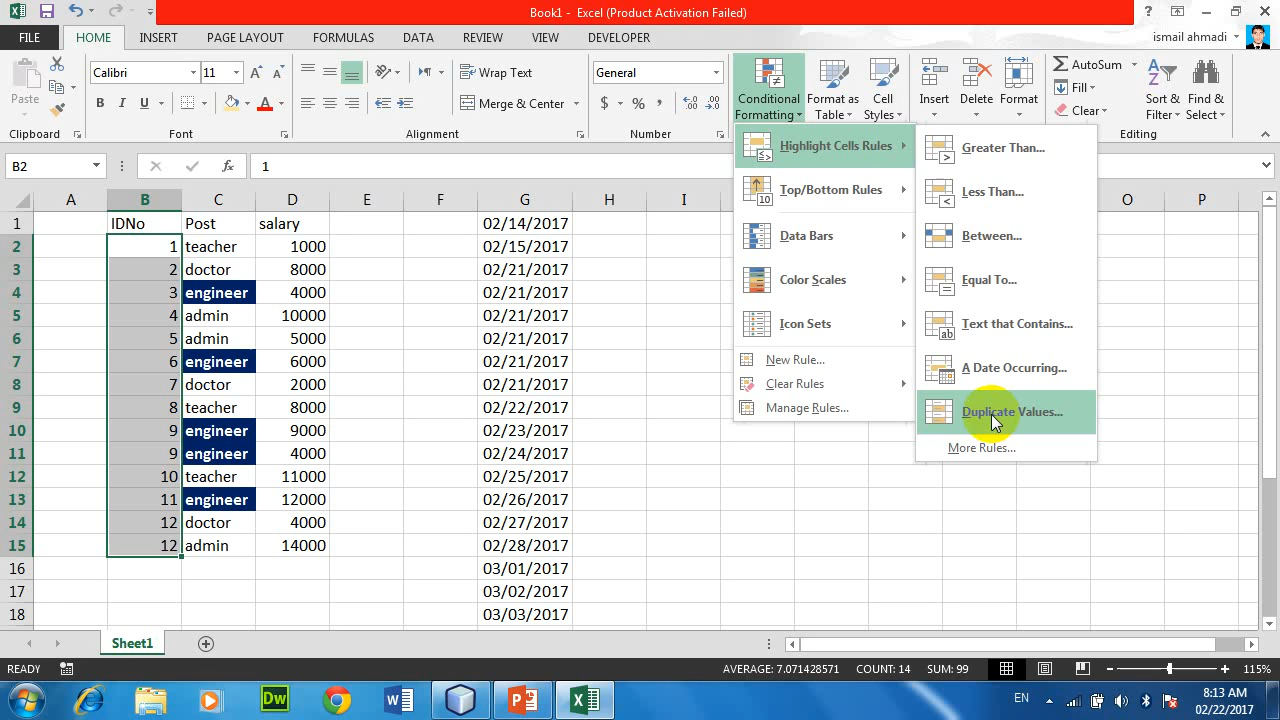 Book1 - Excel (Product Activation Failed)
FILE HOME INSERT PAGE LAYOUT FORMULAS DATA REVIEW VIEW DEVELOPER ismail ahmadi
Calibri 11 Wrap Text General AutoSum
Paste B I U Merge & Center $ % , Conditional Formatting Format as Table Cell Styles Insert Delete Format Fill Clear Sort & Filter Find & Select
Clipboard Font Alignment Number Editing
B2 fx 1
Highlight Cells Rules
Top/Bottom Rules
Data Bars
Color Scales
Icon Sets
New Rule...
Clear Rules
Manage Rules...
Greater Than...
Less Than...
Between...
Equal To...
Text that Contains...
A Date Occurring...
Duplicate Values...
More Rules...
A B C D E F G H I O P
1 IDNo Post salary 02/14/2017
2 1 teacher 1000 02/15/2017
3 2 doctor 8000 02/21/2017
4 3 engineer 4000 02/21/2017
5 4 admin 10000 02/21/2017
6 5 admin 5000 02/21/2017
7 6 engineer 6000 02/21/2017
8 7 doctor 2000 02/21/2017
9 8 teacher 8000 02/22/2017
10 9 engineer 9000 02/23/2017
11 9 engineer 4000 02/24/2017
12 10 teacher 11000 02/25/2017
13 11 engineer 12000 02/26/2017
14 12 doctor 4000 02/27/2017
15 12 admin 14000 02/28/2017
16 03/01/2017
17 03/02/2017
18 03/03/2017
Sheet1
READY AVERAGE: 7.071428571 COUNT: 14 SUM: 99 115%
Dw EN 8:13 AM
02/22/2017